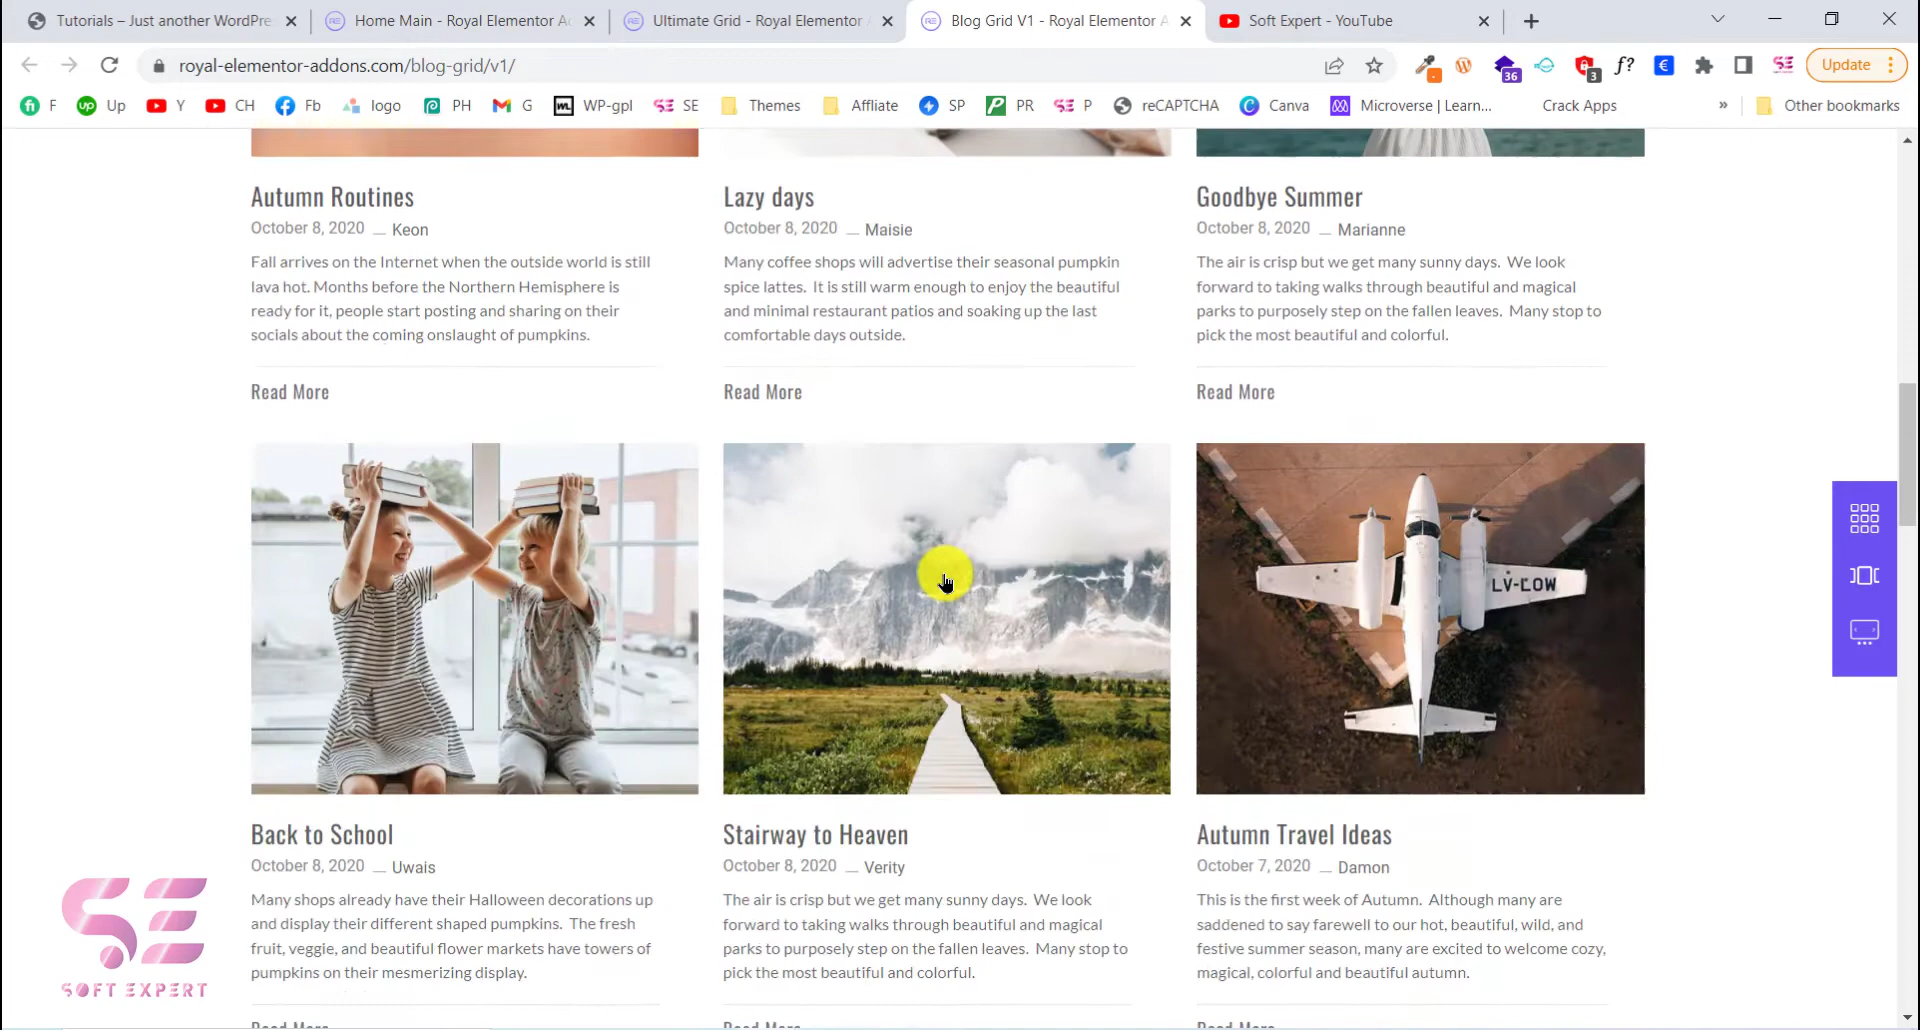 Tutorials – Just another WordPre
Home Main - Royal Elementor Ad
Ultimate Grid - Royal Elementor A
Blog Grid V1 - Royal Elementor A
Soft Expert - YouTube
royal-elementor-addons.com/blog-grid/v1/
36
3
f?
SE
Update
F
Up
Y
CH
Fb
logo
PH
G
WP-gpl
SE
Themes
Affliate
SP
PR
P
reCAPTCHA
Canva
Microverse | Learn...
Crack Apps
»
Other bookmarks
Autumn Routines
October 8, 2020 — Keon
Fall arrives on the Internet when the outside world is still
lava hot. Months before the Northern Hemisphere is
ready for it, people start posting and sharing on their
socials about the coming onslaught of pumpkins.
Read More
Lazy days
October 8, 2020 — Maisie
Many coffee shops will advertise their seasonal pumpkin
spice lattes. It is still warm enough to enjoy the beautiful
and minimal restaurant patios and soaking up the last
comfortable days outside.
Read More
Goodbye Summer
October 8, 2020 — Marianne
The air is crisp but we get many sunny days. We look
forward to taking walks through beautiful and magical
parks to purposely step on the fallen leaves. Many stop to
pick the most beautiful and colorful.
Read More
LV-LOW
Back to School
October 8, 2020 — Uwais
Many shops already have their Halloween decorations up
and display their different shaped pumpkins. The fresh
fruit, veggie, and beautiful flower markets have towers of
pumpkins on their mesmerizing display.
Read More
Stairway to Heaven
October 8, 2020 — Verity
The air is crisp but we get many sunny days. We look
forward to taking walks through beautiful and magical
parks to purposely step on the fallen leaves. Many stop to
pick the most beautiful and colorful.
Read More
Autumn Travel Ideas
October 7, 2020 — Damon
This is the first week of Autumn. Although many are
saddened to say farewell to our hot, beautiful, wild, and
festive summer season, many are excited to welcome cozy,
magical, colorful and beautiful autumn.
Read More
SE
SOFT EXPERT